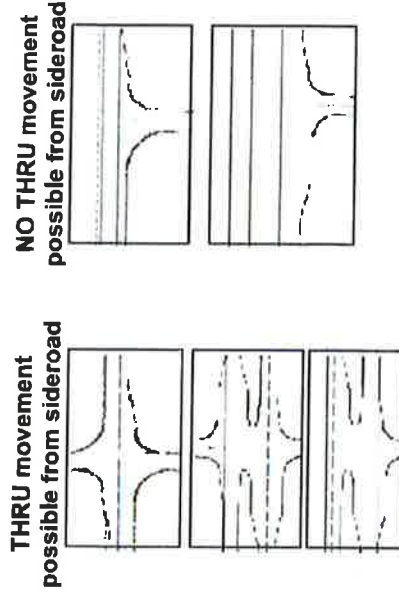 THRU movement
possible from sideroad
NO THRU movement
possible from sideroad